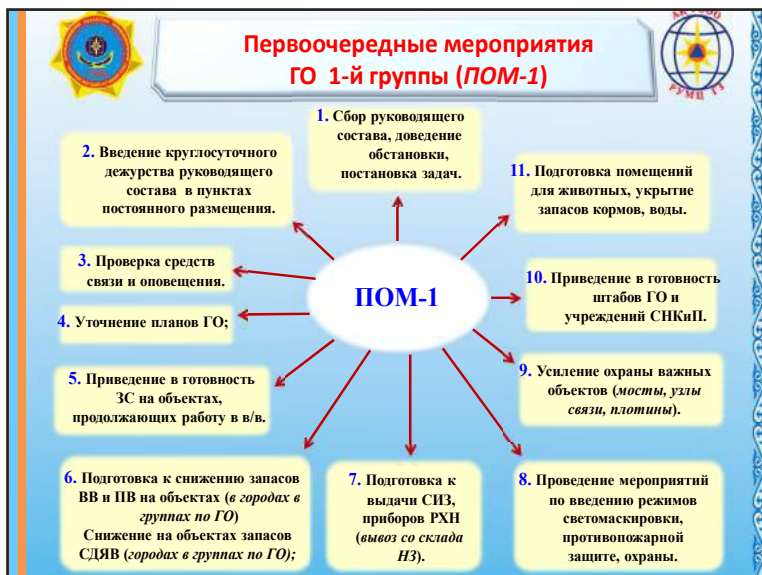 Первоочередные мероприятия
ГО 1-й группы (ПОМ-1)
РУМЦ ГЗ
1. Сбор руководящего
состава, доведение
обстановки,
постановка задач.
2. Введение круглосуточного
дежурства руководящего
состава в пунктах
постоянного размещения.
3. Проверка средств
связи и оповещения.
4. Уточнение планов ГО;
5. Приведение в готовность
ЗС на объектах,
продолжающих работу в в/в.
6. Подготовка к снижению запасов
ВВ и ПВ на объектах (в городах в
группах по ГО)
Снижение на объектах запасов
СДЯВ (городах в группах по ГО);
7. Подготовка к
выдачи СИЗ,
приборов РХН
(вывоз со склада
НЗ).
8. Проведение мероприятий
по введению режимов
светомаскировки,
противопожарной
защите, охраны.
9. Усиление охраны важных
объектов (мосты, узлы
связи, плотины).
10. Приведение в готовность
штабов ГО и
учреждений СНКиП.
11. Подготовка помещений
для животных, укрытие
запасов кормов, воды.
ПОМ-1